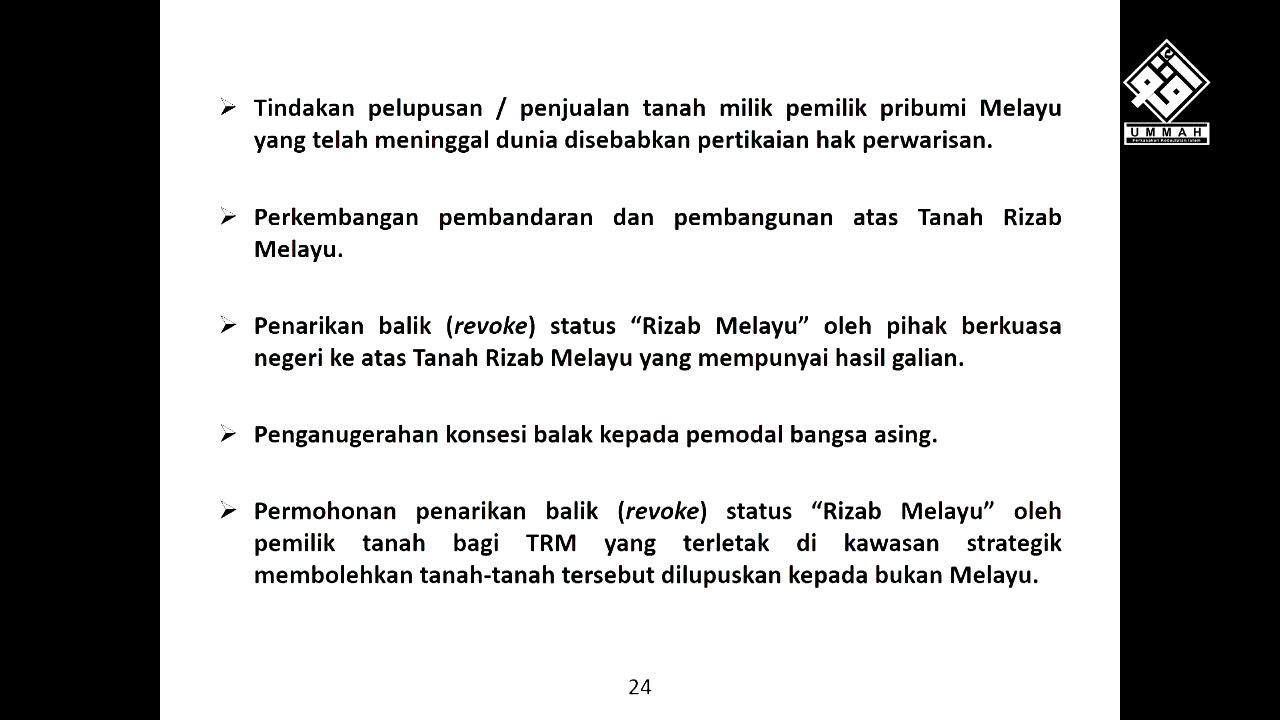 Tindakan pelupusan / penjualan tanah milik pemilik pribumi Melayu
yang telah meninggal dunia disebabkan pertikaian hak perwarisan.
Perkembangan pembandaran dan pembangunan atas Tanah Rizab
Melayu.
Penarikan balik (revoke) status “Rizab Melayu” oleh pihak berkuasa
negeri ke atas Tanah Rizab Melayu yang mempunyai hasil galian.
Penganugerahan konsesi balak kepada pemodal bangsa asing.
Permohonan penarikan balik (revoke) status “Rizab Melayu” oleh
pemilik tanah bagi TRM yang terletak di kawasan strategik
membolehkan tanah-tanah tersebut dilupuskan kepada bukan Melayu.
24
UMMAH
Perkasakan Kedaulatan Islam